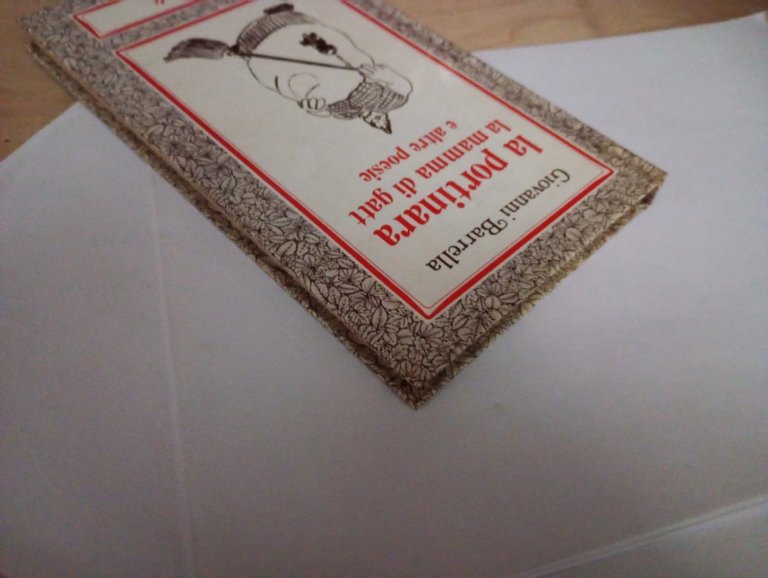 Giovanni Barrella
la portinara
la mamma di gatt
e altre poesie